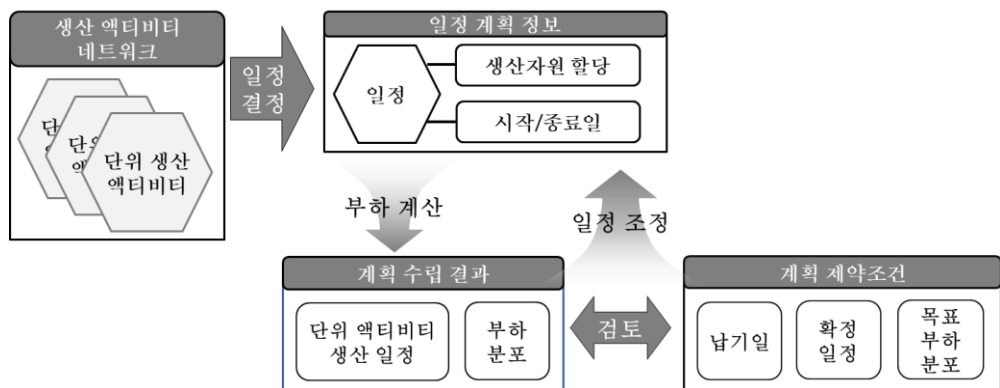 생산 액티비티
네트워크
단
단위
단위 생산
액티비티
일정
결정
일정 계획 정보
일정
생산자원 할당
시작/종료일
부하 계산
일정 조정
계획 수립 결과
단위 액티비티
생산 일정
부하
분포
검토
계획 제약조건
납기일
확정
일정
목표
부하
분포